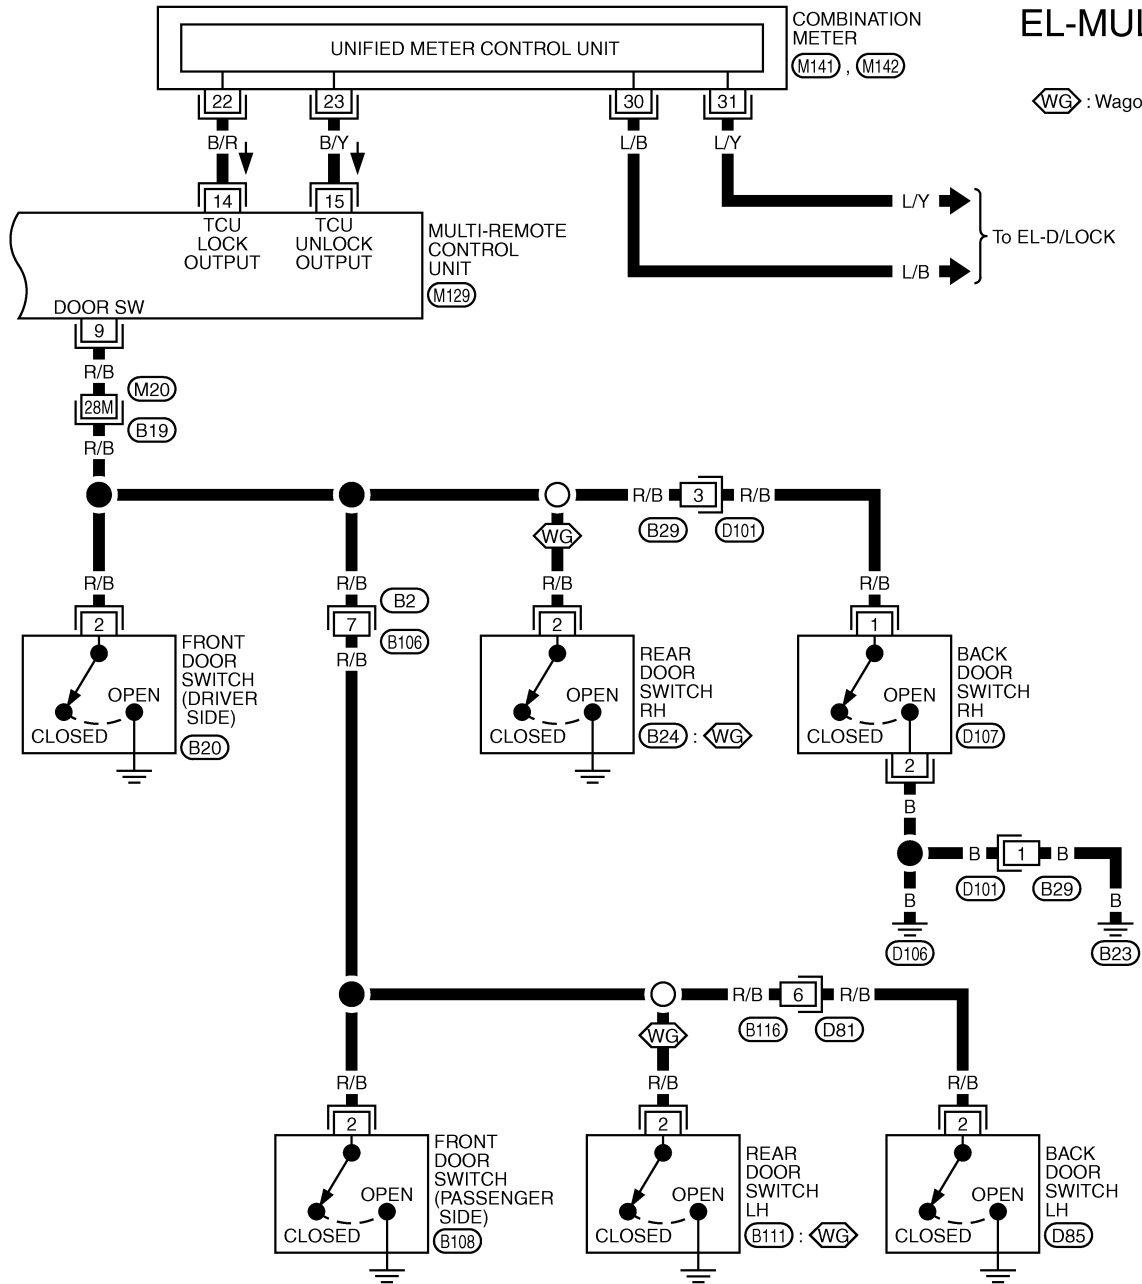 EL-MUL
COMBINATION
METER
M141 , M142
UNIFIED METER CONTROL UNIT
WG : Wago
22 23 30 31
B/R B/Y L/B L/Y
14 15
L/Y
TCU
LOCK
OUTPUT
TCU
UNLOCK
OUTPUT
MULTI-REMOTE
CONTROL
UNIT
M129
To EL-D/LOCK
L/B
DOOR SW
9
R/B
M20
28M
B19
R/B
R/B 3 R/B
B29 D101
WG
R/B R/B R/B R/B
B2
2 7 2 1
B106
R/B
FRONT
DOOR
SWITCH
(DRIVER
SIDE)
B20
OPEN
CLOSED
REAR
DOOR
SWITCH
RH
B24 : WG
OPEN
CLOSED
BACK
DOOR
SWITCH
RH
D107
OPEN
CLOSED
2
B
B 1 B
D101 B29
B B
D106 B23
R/B 6 R/B
B116 D81
WG
R/B R/B R/B
2 2 2
FRONT
DOOR
SWITCH
(PASSENGER
SIDE)
B108
OPEN
CLOSED
REAR
DOOR
SWITCH
LH
B111 : WG
OPEN
CLOSED
BACK
DOOR
SWITCH
LH
D85
OPEN
CLOSED